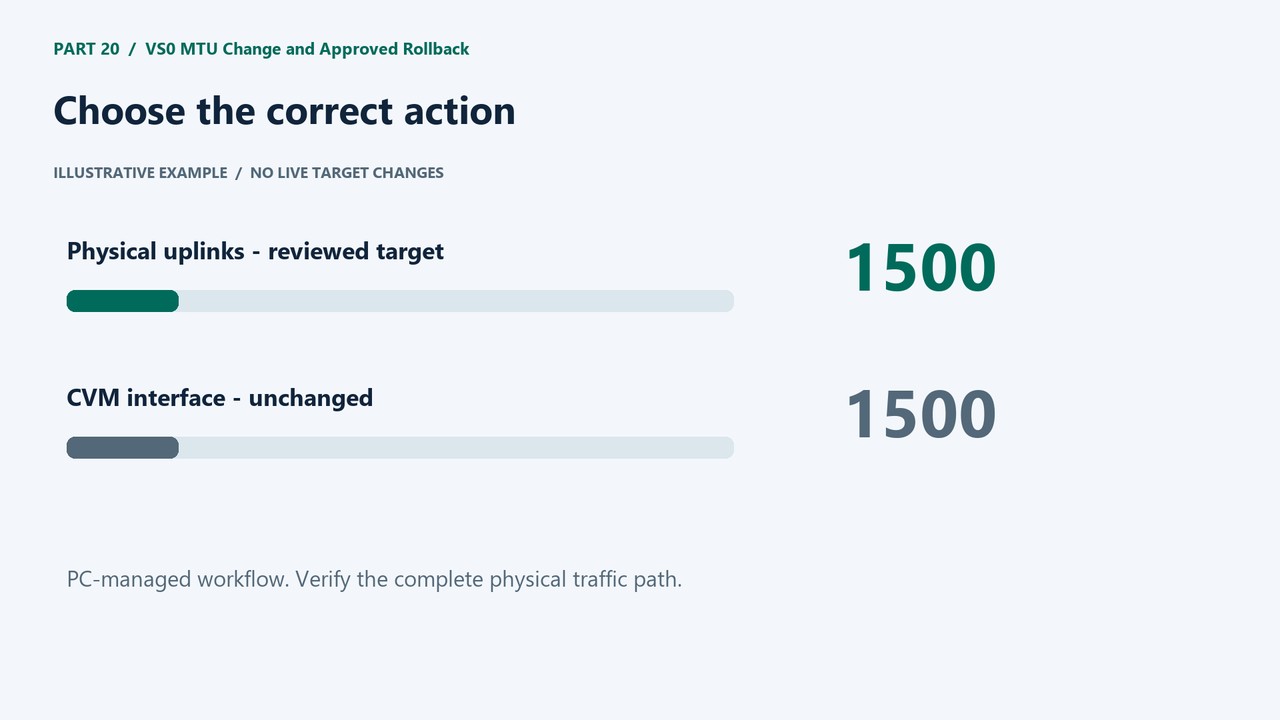 PART 20 / VS0 MTU Change and Approved Rollback
Choose the correct action
ILLUSTRATIVE EXAMPLE / NO LIVE TARGET CHANGES
Physical uplinks - reviewed target
1500
CVM interface - unchanged
1500
PC-managed workflow. Verify the complete physical traffic path.